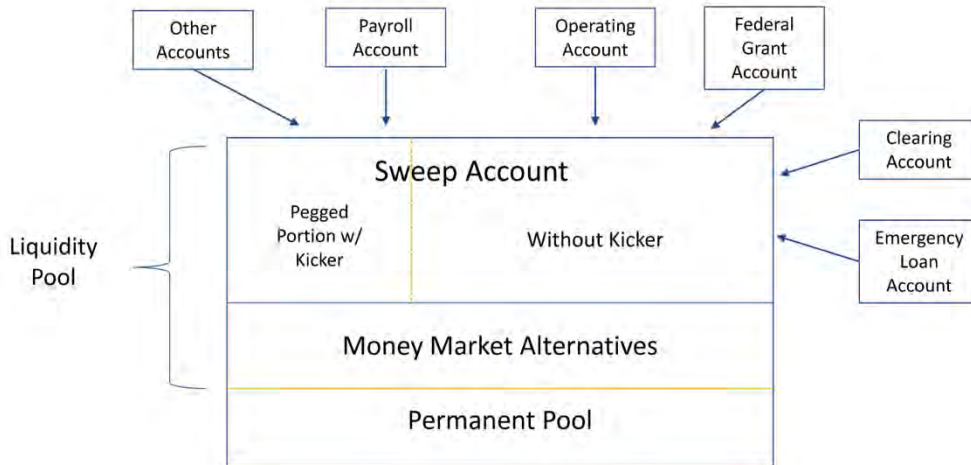 Other
Accounts
Payroll
Account
Operating
Account
Federal
Grant
Account
Clearing
Account
Sweep Account
Pegged
Portion w/
Kicker
Without Kicker
Emergency
Loan
Account
Liquidity
Pool
Money Market Alternatives
Permanent Pool